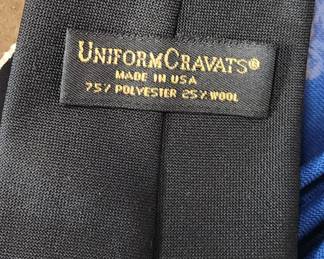 UNIFORMCRAVATS®
MADE IN USA
75% POLYESTER 25% WOOL